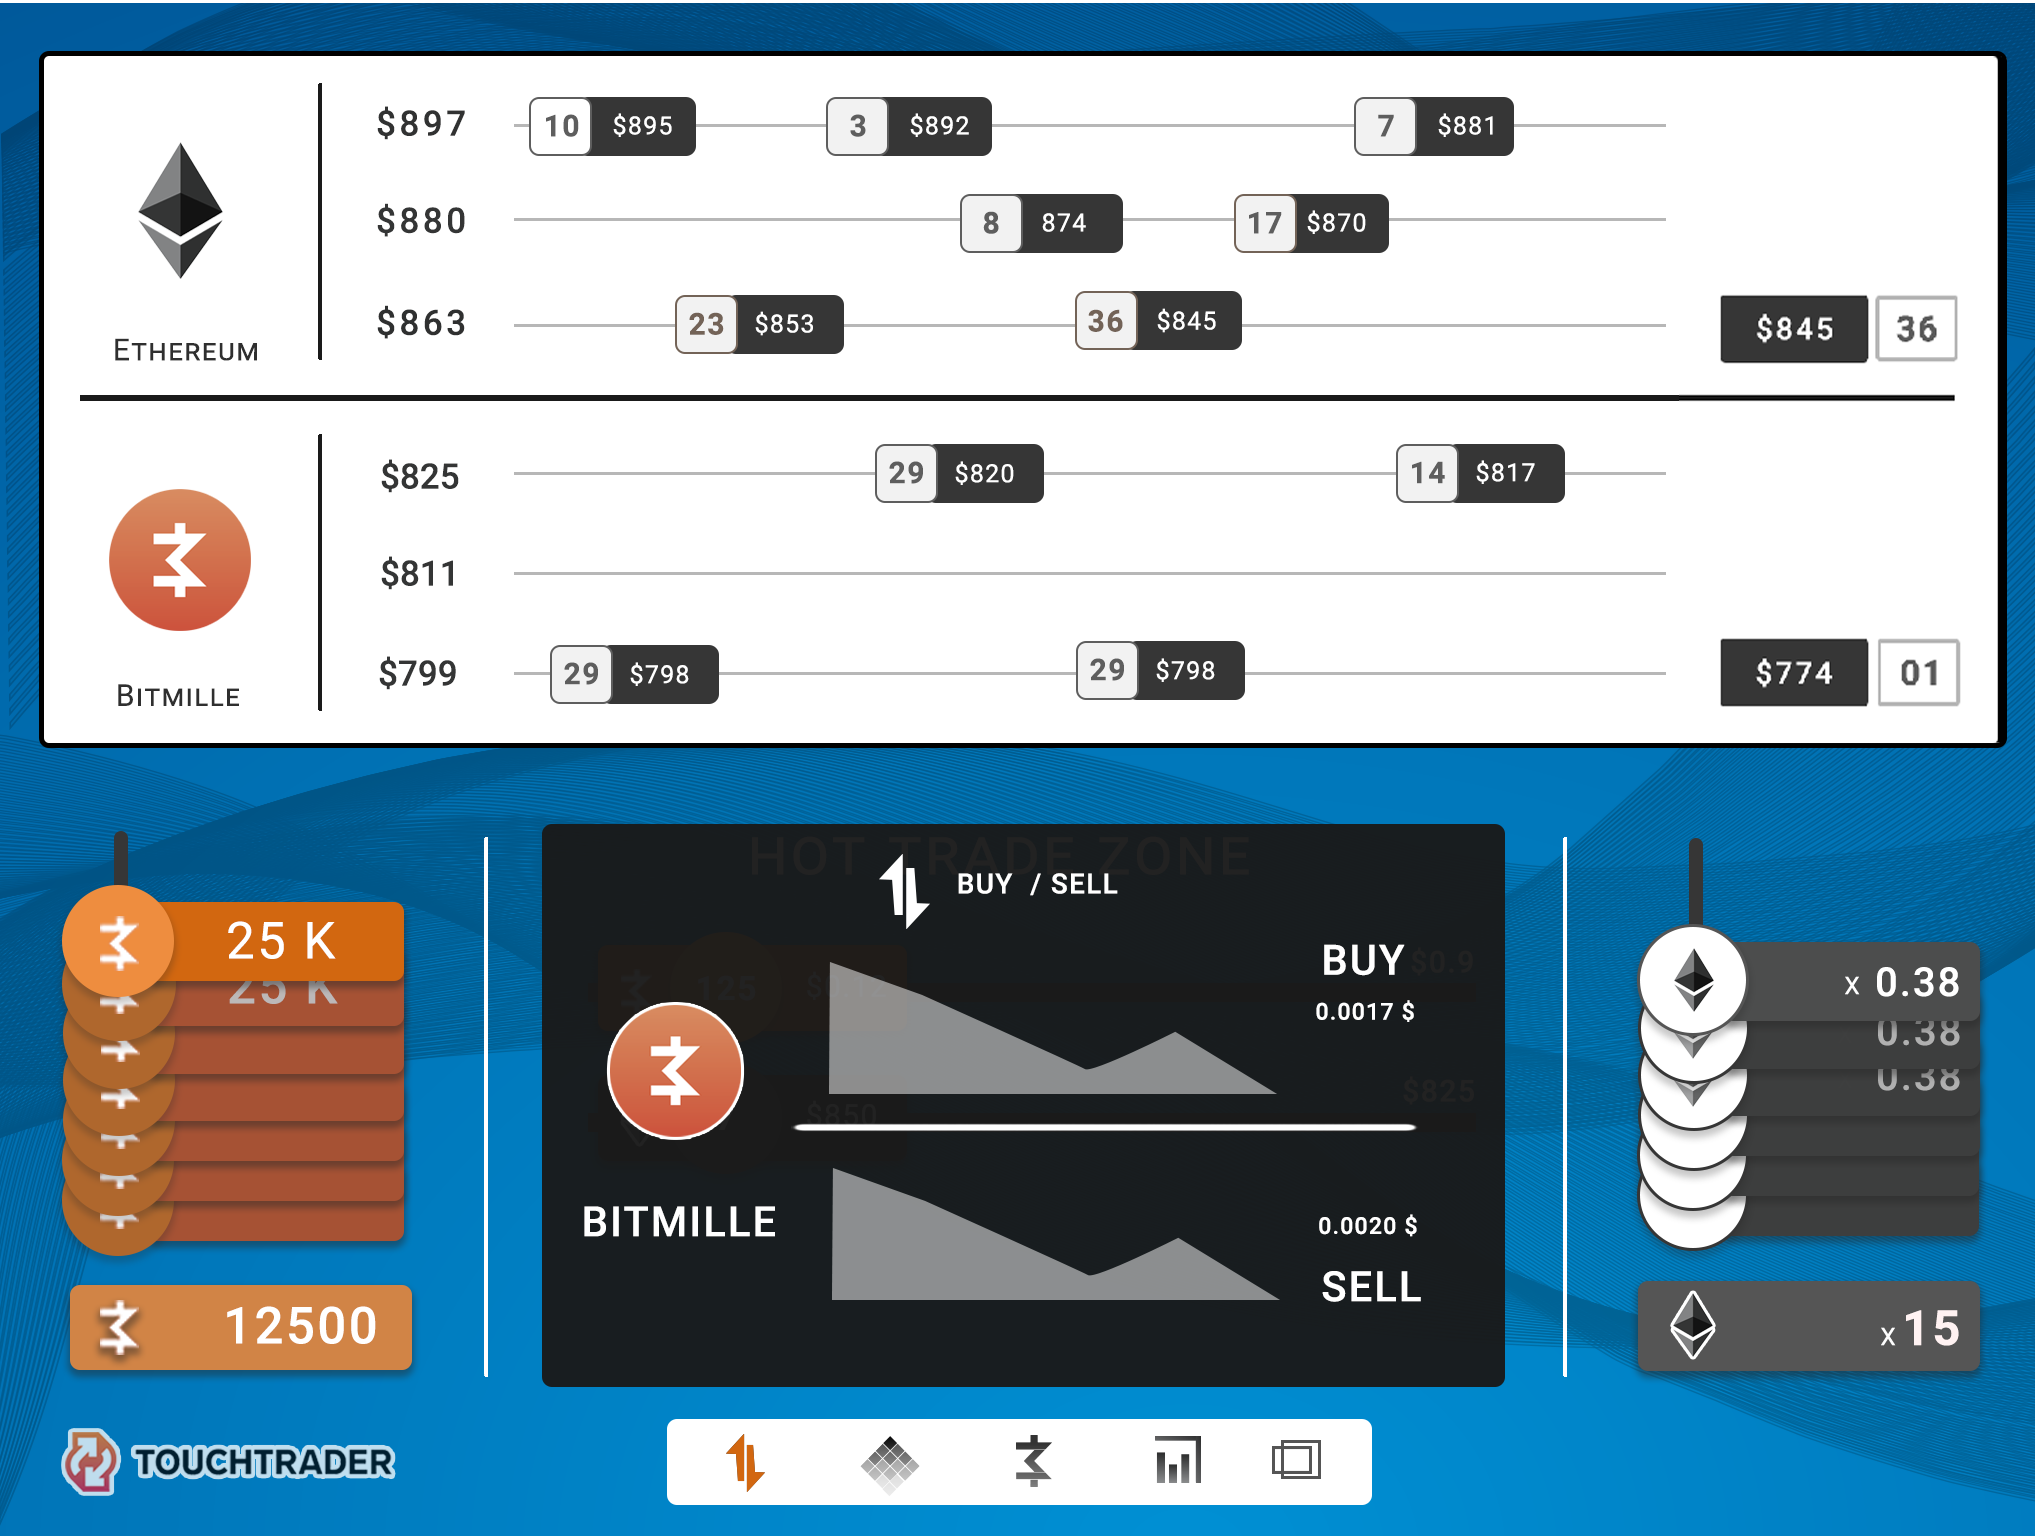 $897 10 $895 3 $892 7 $881
$880 8 874 17 $870
$863 23 $853 36 $845 $845 36
ETHEREUM
$825 29 $820 14 $817
$811
$799 29 $798 29 $798 $774 01
BITMILLE
HOT TRADE ZONE
BUY / SELL
25 K
25 K
BUY $0.9
125
0.0017 $
$825
$850
BITMILLE
0.0020 $
SELL
x 0.38
0.38
0.38
12500
x 15
TOUCHTRADER